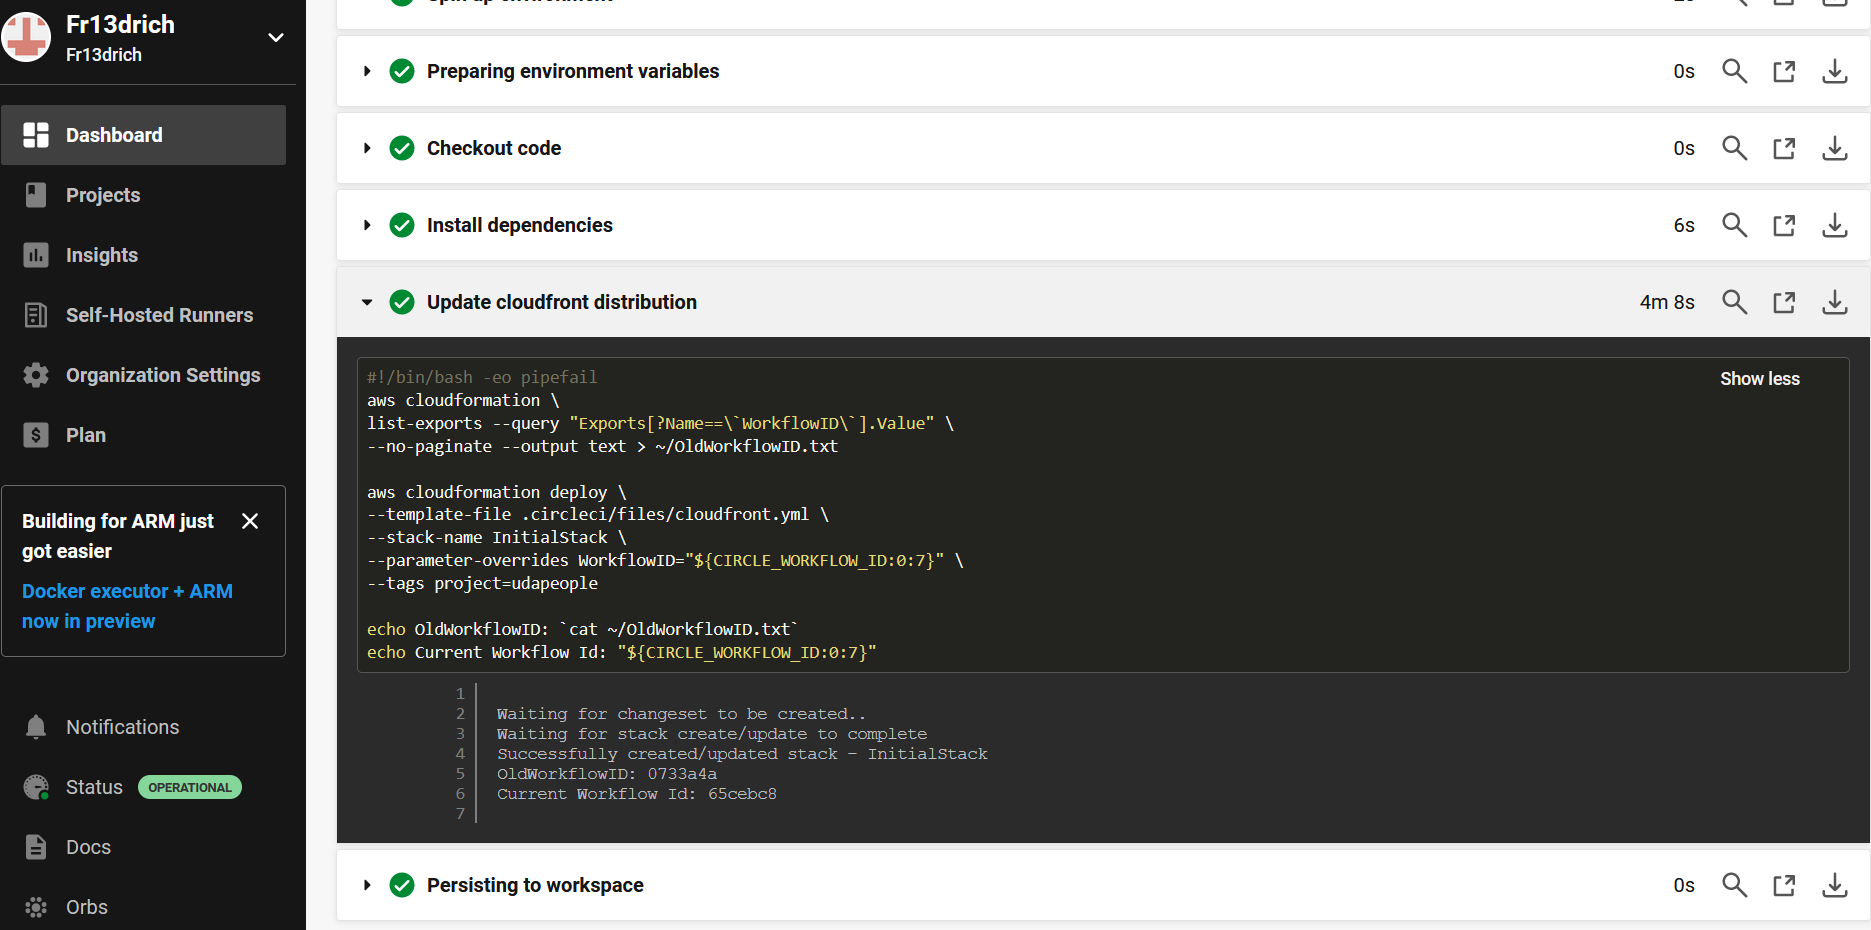 Fr13drich
Fr13drich
Dashboard
Projects
Insights
Self-Hosted Runners
Organization Settings
Plan
Building for ARM just
got easier
Docker executor + ARM
now in preview
Notifications
Status OPERATIONAL
Docs
Orbs
Spin up environment
Preparing environment variables 0s
Checkout code 0s
Install dependencies 6s
Update cloudfront distribution 4m 8s
#!/bin/bash -eo pipefail
Show less
aws cloudformation \
list-exports --query "Exports[?Name==\`WorkflowID\`].Value" \
--no-paginate --output text > ~/OldWorkflowID.txt
aws cloudformation deploy \
--template-file .circleci/files/cloudfront.yml \
--stack-name InitialStack \
--parameter-overrides WorkflowID="${CIRCLE_WORKFLOW_ID:0:7}" \
--tags project=udapeople
echo OldWorkflowID: `cat ~/OldWorkflowID.txt`
echo Current Workflow Id: "${CIRCLE_WORKFLOW_ID:0:7}"
1
2 Waiting for changeset to be created..
3 Waiting for stack create/update to complete
4 Successfully created/updated stack - InitialStack
5 OldWorkflowID: 0733a4a
6 Current Workflow Id: 65cebc8
7
Persisting to workspace 0s